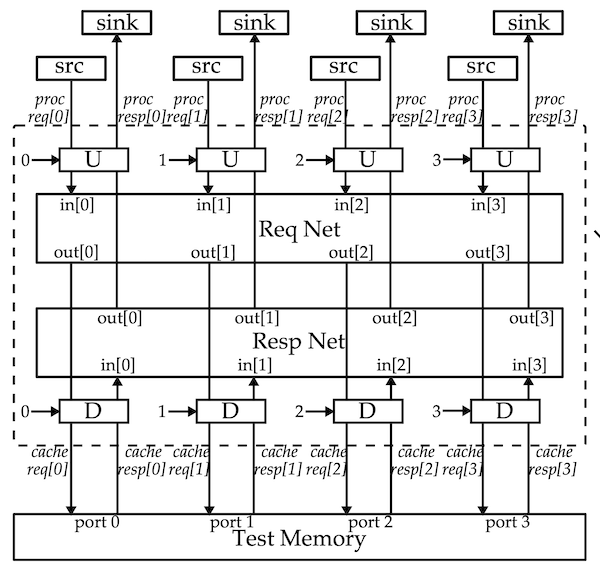 sink sink sink sink
src src src src
proc req[0] proc resp[0] proc req[1] proc resp[1] proc req[2] proc resp[2] proc req[3] proc resp[3]
0 U 1 U 2 U 3 U
in[0] in[1] in[2] in[3]
Req Net
out[0] out[1] out[2] out[3]
out[0] out[1] out[2] out[3]
Resp Net
in[0] in[1] in[2] in[3]
0 D 1 D 2 D 3 D
cache req[0] cache resp[0] cache req[1] cache resp[1] cache req[2] cache resp[2] cache req[3] cache resp[3]
port 0 port 1 port 2 port 3
Test Memory